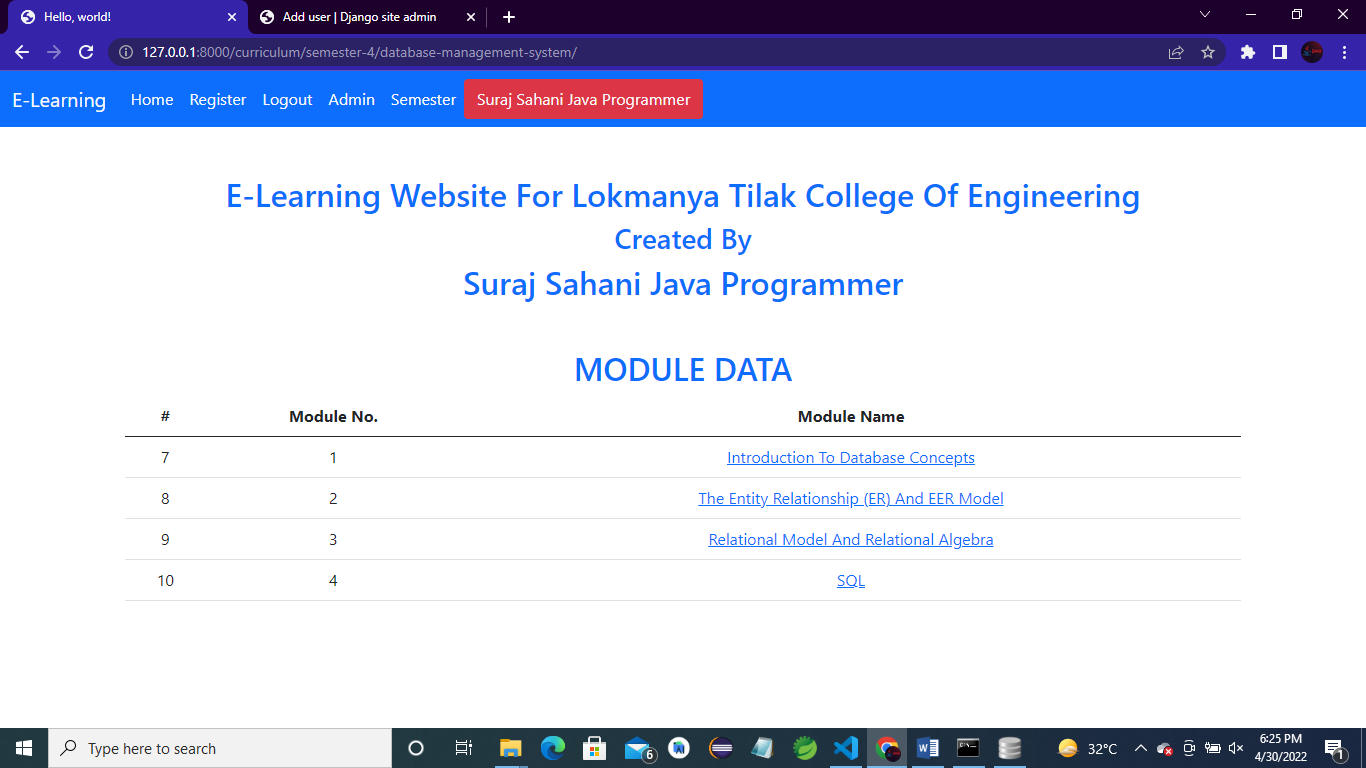 Hello, world!
Add user | Django site admin
127.0.0.1:8000/curriculum/semester-4/database-management-system/
E-Learning Home Register Logout Admin Semester Suraj Sahani Java Programmer
E-Learning Website For Lokmanya Tilak College Of Engineering
Created By
Suraj Sahani Java Programmer
MODULE DATA
# Module No. Module Name
7 1 Introduction To Database Concepts
8 2 The Entity Relationship (ER) And EER Model
9 3 Relational Model And Relational Algebra
10 4 SQL
Type here to search
6
32°C
6:25 PM
4/30/2022
1